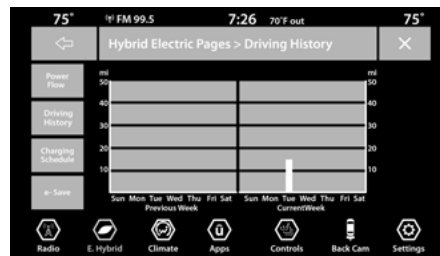 75°
FM 99.5
7:26
70°F out
75°
Hybrid Electric Pages > Driving History
Power
Flow
Driving
History
Charging
Schedule
e- Save
mi
50
40
30
20
10
mi
50
40
30
20
10
Sun Mon Tue Wed Thu Fri Sat
Previous Week
Sun Mon Tue Wed Thu Fri Sat
CurrentWeek
Radio
E. Hybrid
Climate
Apps
Controls
Back Cam
Settings